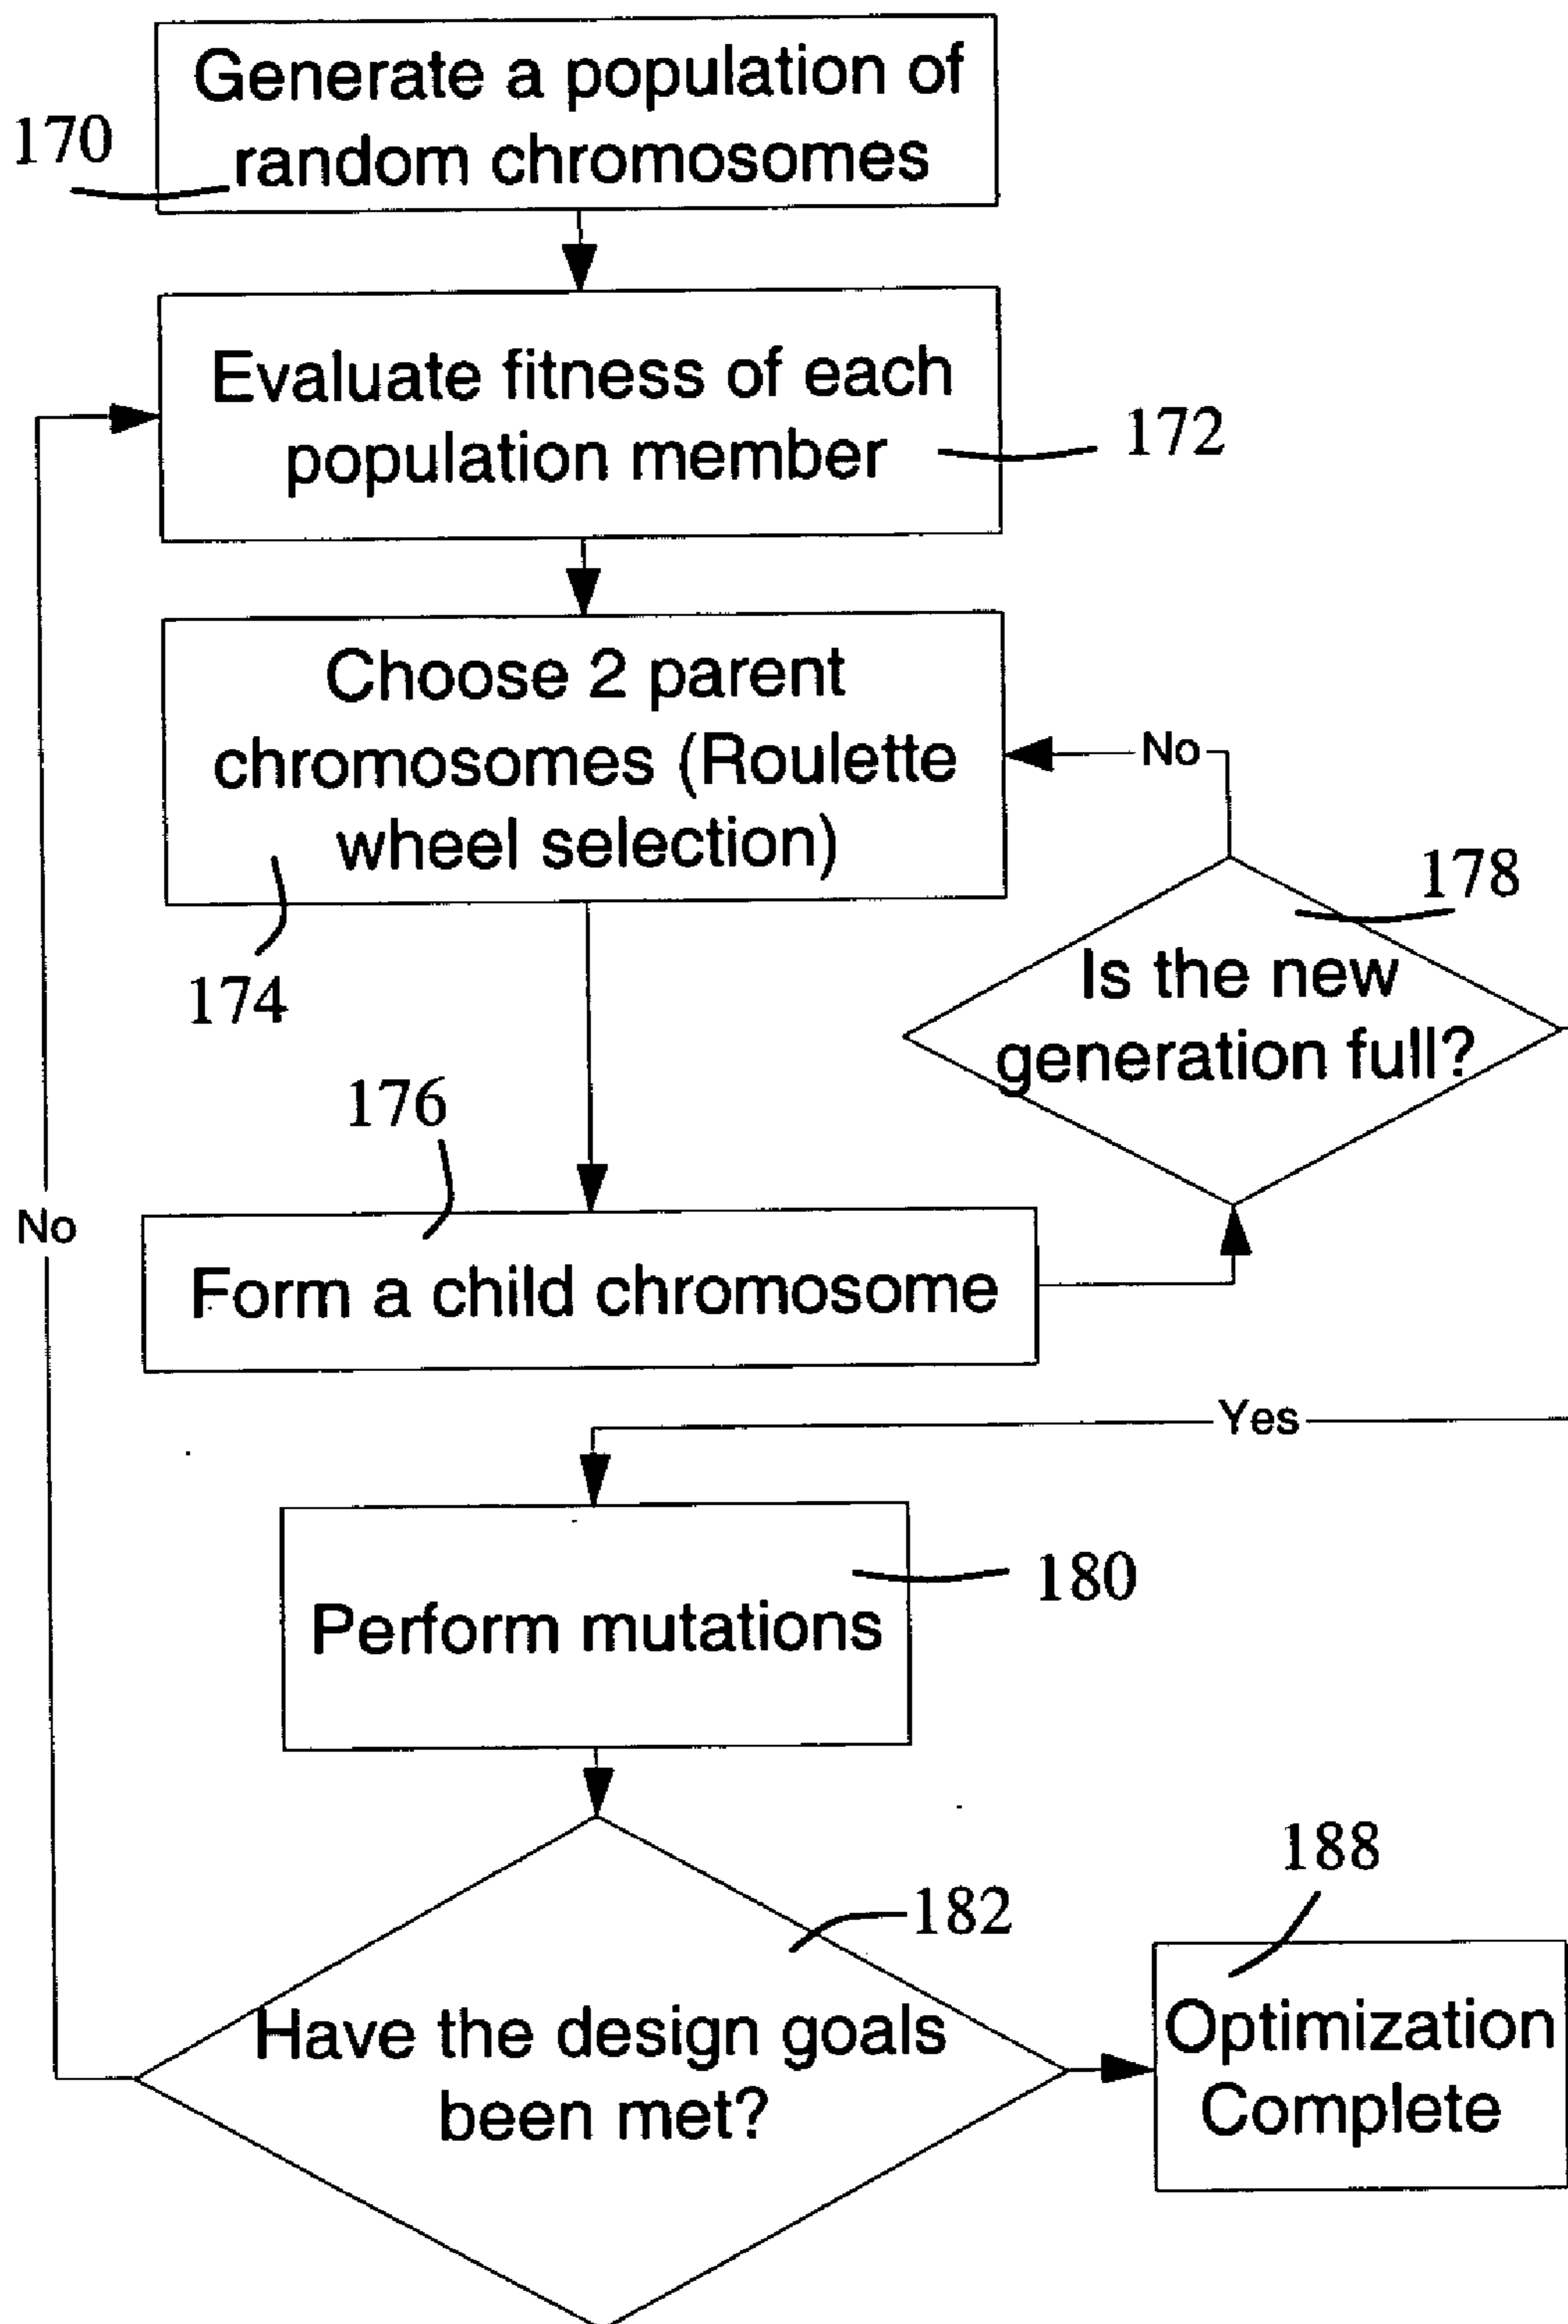 Generate a population of
random chromosomes
170
Evaluate fitness of each
population member
172
Choose 2 parent
chromosomes (Roulette
wheel selection)
No
174
178
Is the new
generation full?
176
No
Form a child chromosome
Yes
180
Perform mutations
182
188
Have the design goals
been met?
Optimization
Complete